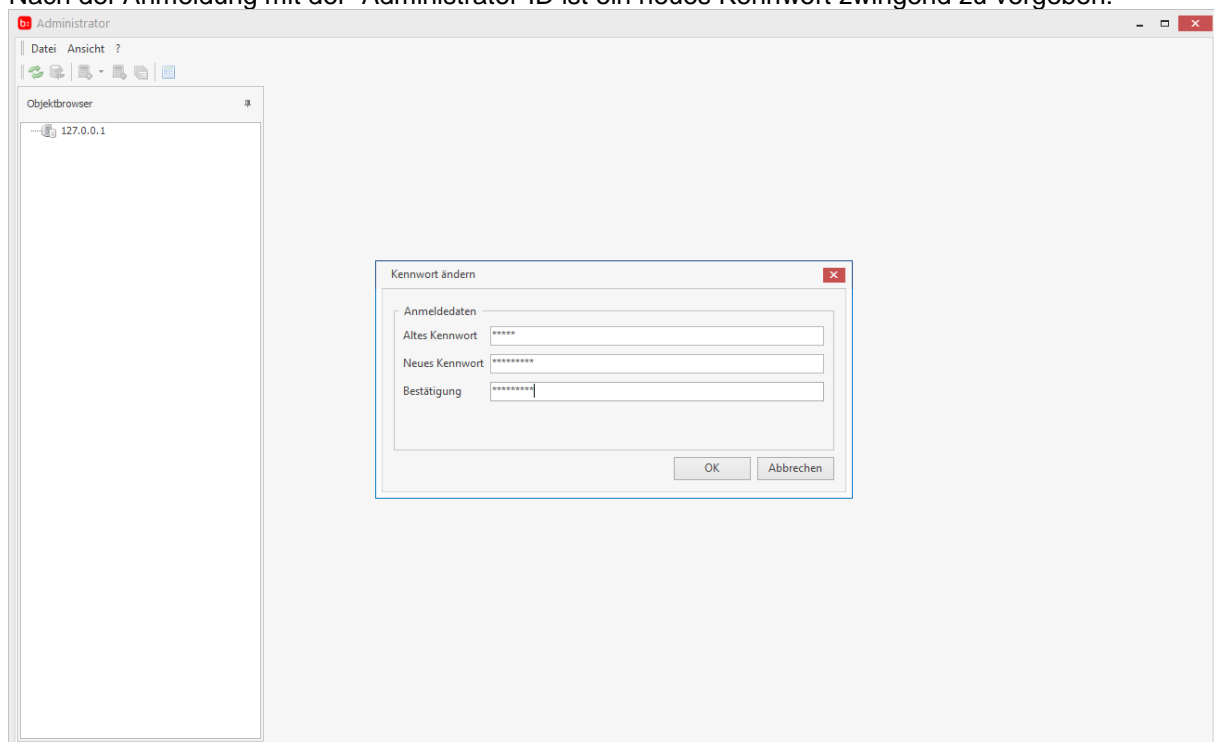 Nach der Anmeldung mit der Administrator-ID ist ein neues Kennwort zwingend zu vergeben.
b:
Administrator
Datei Ansicht ?
Objektbrowser
127.0.0.1
Kennwort ändern
Anmeldedaten
Altes Kennwort *****
Neues Kennwort *********
Bestätigung *********
OK Abbrechen